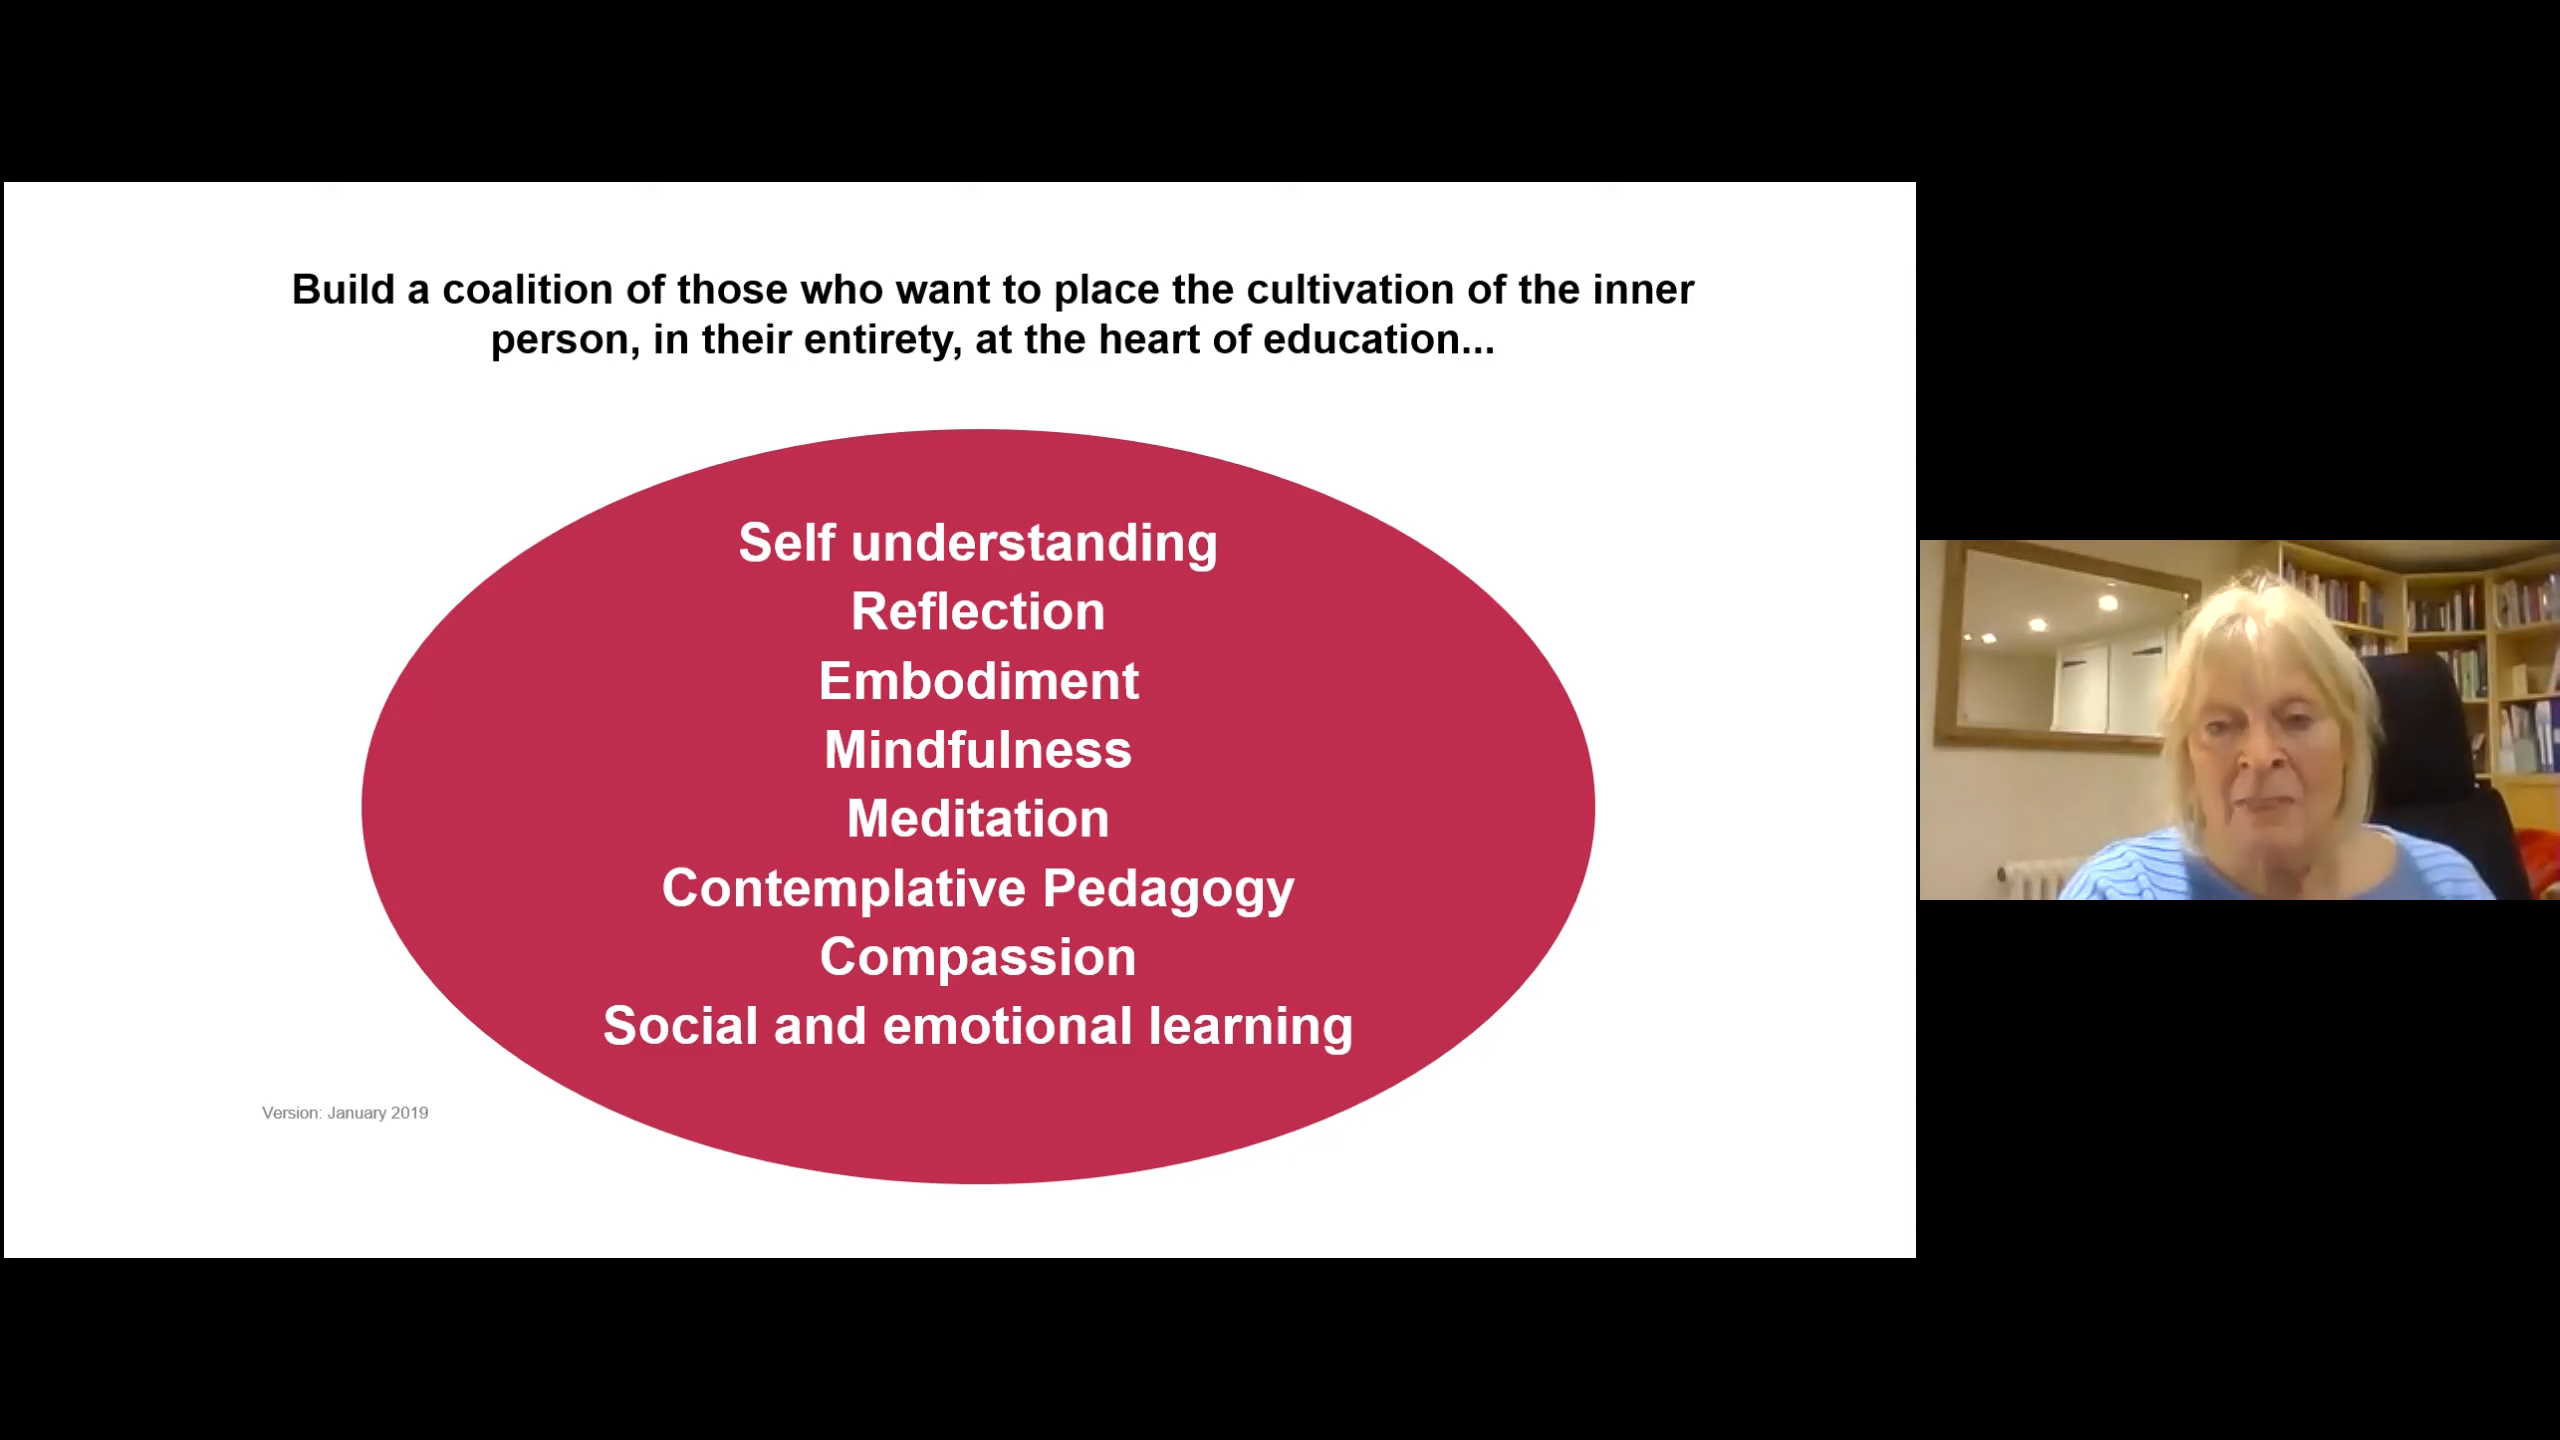 Build a coalition of those who want to place the cultivation of the inner
person, in their entirety, at the heart of education...
Self understanding
Reflection
Embodiment
Mindfulness
Meditation
Contemplative Pedagogy
Compassion
Social and emotional learning
Version: January 2019